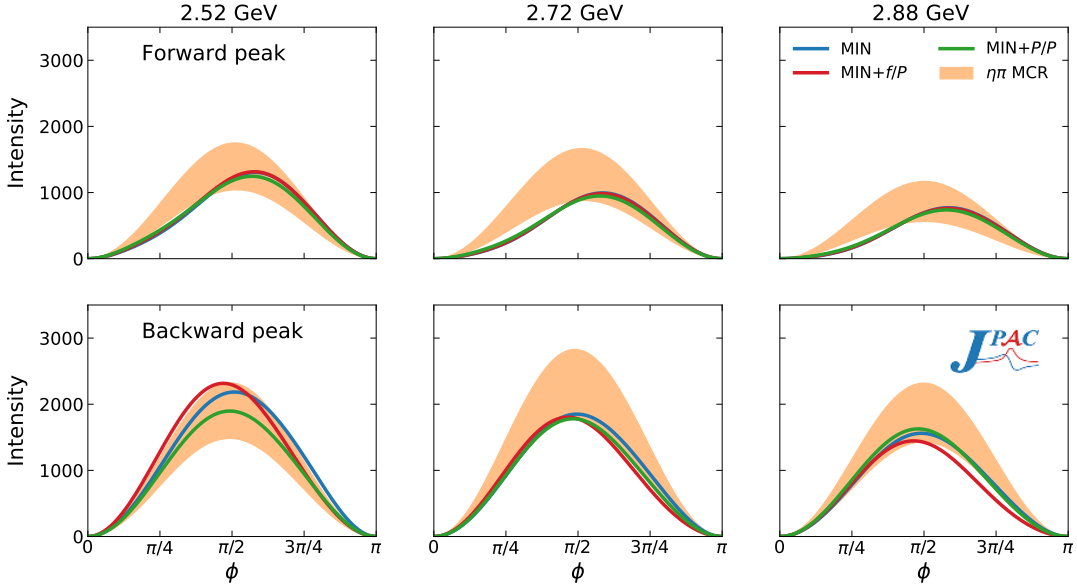 2.52 GeV 2.72 GeV 2.88 GeV
Forward peak
MIN
MIN+f/P
MIN+P/P
ηπ MCR
Intensity
3000
2000
1000
0
Backward peak
JPAC
Intensity
3000
2000
1000
0
0 π/4 π/2 3π/4 π
0 π/4 π/2 3π/4 π
0 π/4 π/2 3π/4 π
ϕ ϕ ϕ